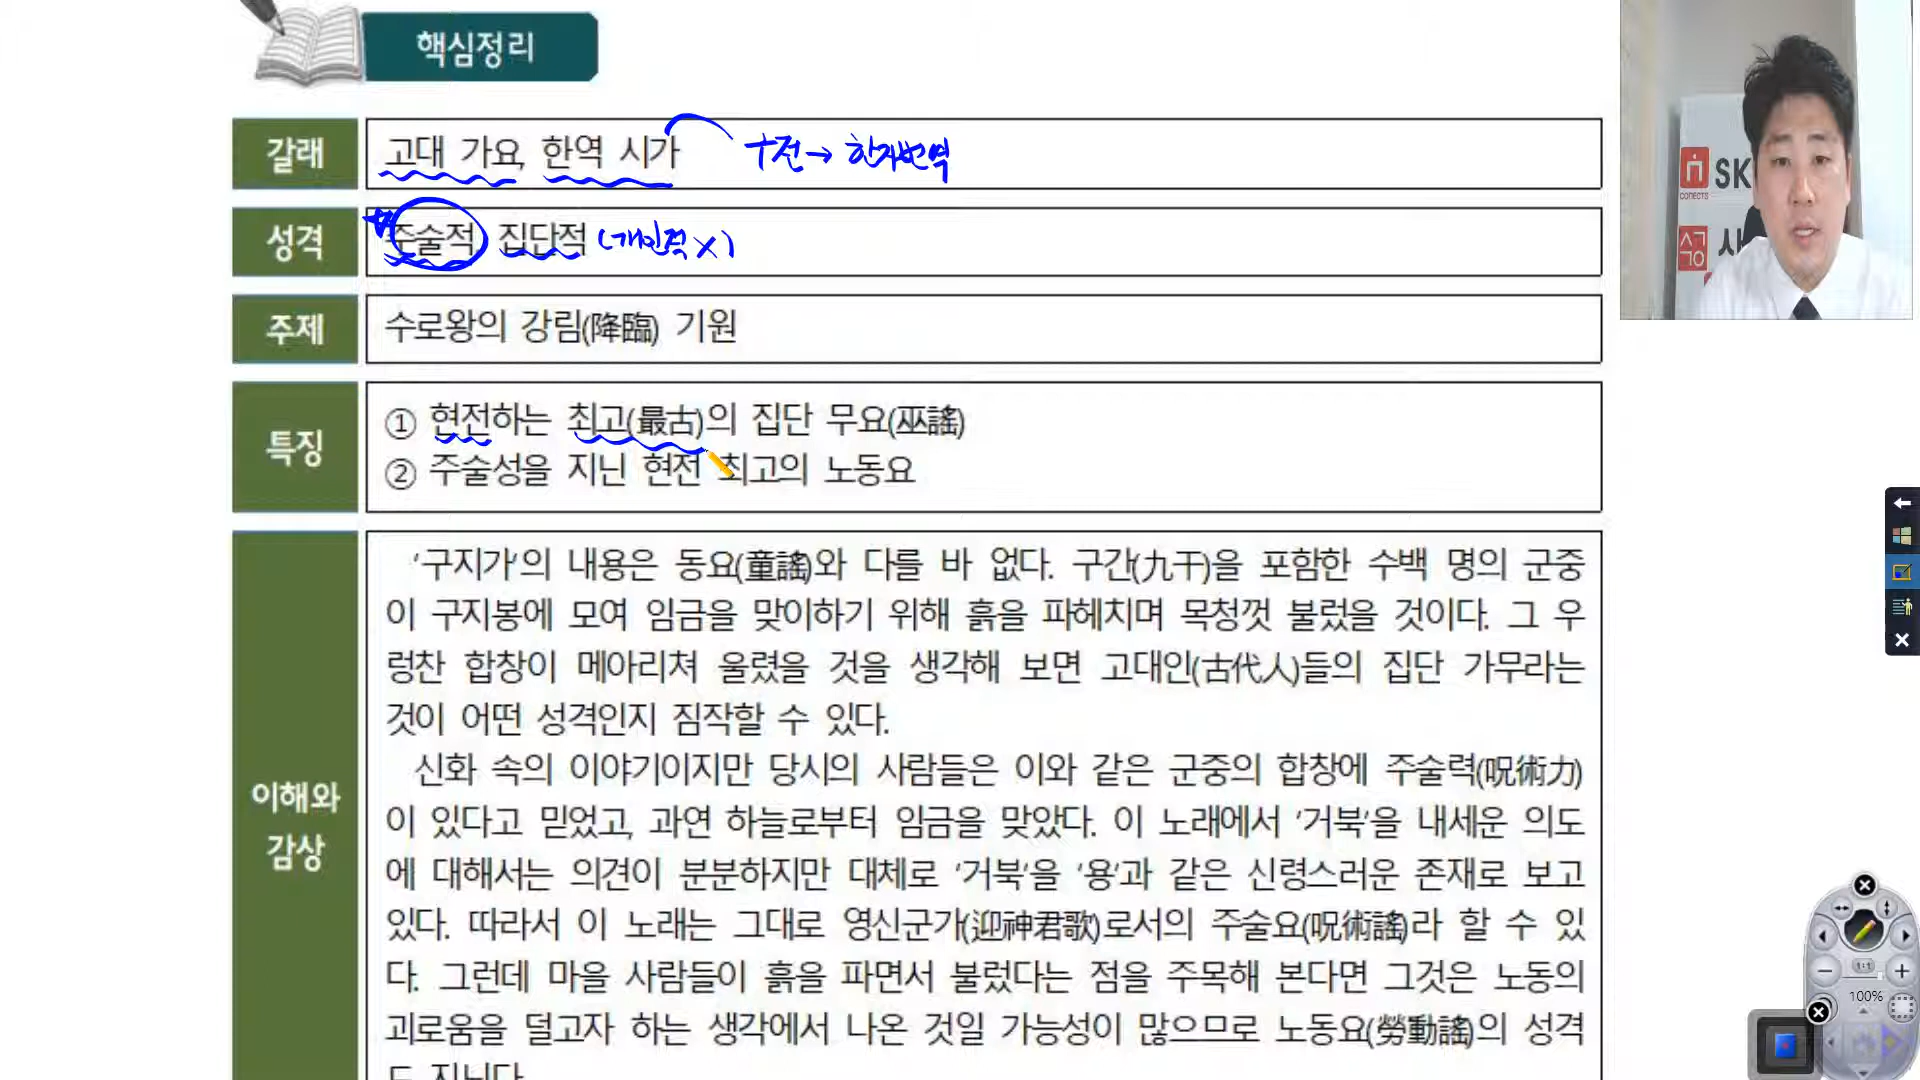 핵심정리
갈래
고대 가요, 한역 시가
구전→한자번역
성격
주술적, 집단적 (개인적 X)
주제
수로왕의 강림(降臨) 기원
특징
① 현전하는 최고(最古)의 집단 무요(巫謠)
② 주술성을 지닌 현전 최고의 노동요
이해와
감상
'구지가'의 내용은 동요(童謠)와 다를 바 없다. 구간(九干)을 포함한 수백 명의 군중
이 구지봉에 모여 임금을 맞이하기 위해 흙을 파헤치며 목청껏 불렀을 것이다. 그 우
렁찬 합창이 메아리쳐 울렸을 것을 생각해 보면 고대인(古代人)들의 집단 가무라는
것이 어떤 성격인지 짐작할 수 있다.
신화 속의 이야기이지만 당시의 사람들은 이와 같은 군중의 합창에 주술력(呪術力)
이 있다고 믿었고, 과연 하늘로부터 임금을 맞았다. 이 노래에서 '거북'을 내세운 의도
에 대해서는 의견이 분분하지만 대체로 '거북'을 '용'과 같은 신령스러운 존재로 보고
있다. 따라서 이 노래는 그대로 영신군가(迎神君歌)로서의 주술요(呪術謠)라 할 수 있
다. 그런데 마을 사람들이 흙을 파면서 불렀다는 점을 주목해 본다면 그것은 노동의
괴로움을 덜고자 하는 생각에서 나온 것일 가능성이 많으므로 노동요(勞動謠)의 성격
도 지닌다.
SK
CONECTS
사
1:1
100%